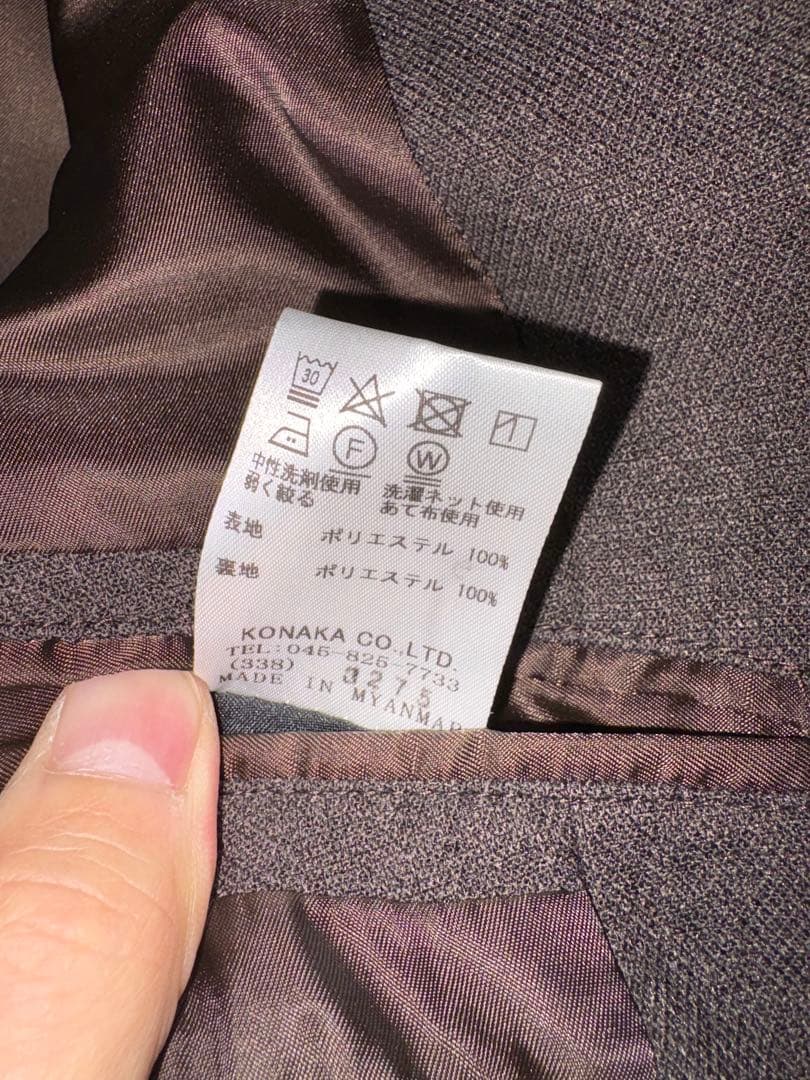 30
F W
中性洗剤使用 洗濯ネット使用
弱く絞る あて布使用
表地 ポリエステル 100%
裏地 ポリエステル 100%
KONAKA CO.,LTD.
TEL:045-825-7733
(338) 3275
MADE IN MYANMAR